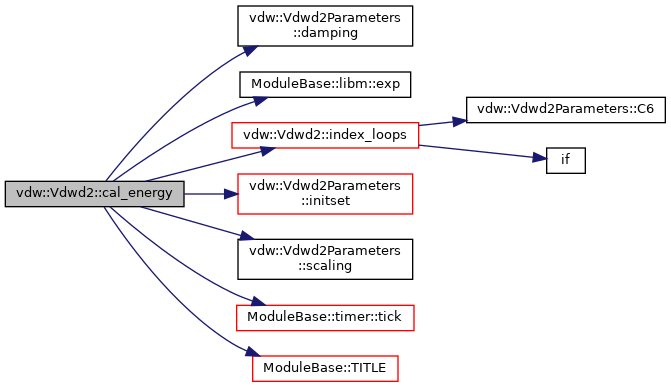 vdw::Vdwd2::cal_energy
vdw::Vdwd2Parameters
::damping
ModuleBase::libm::exp
vdw::Vdwd2::index_loops
vdw::Vdwd2Parameters::C6
if
vdw::Vdwd2Parameters
::initset
vdw::Vdwd2Parameters
::scaling
ModuleBase::timer::tick
ModuleBase::TITLE